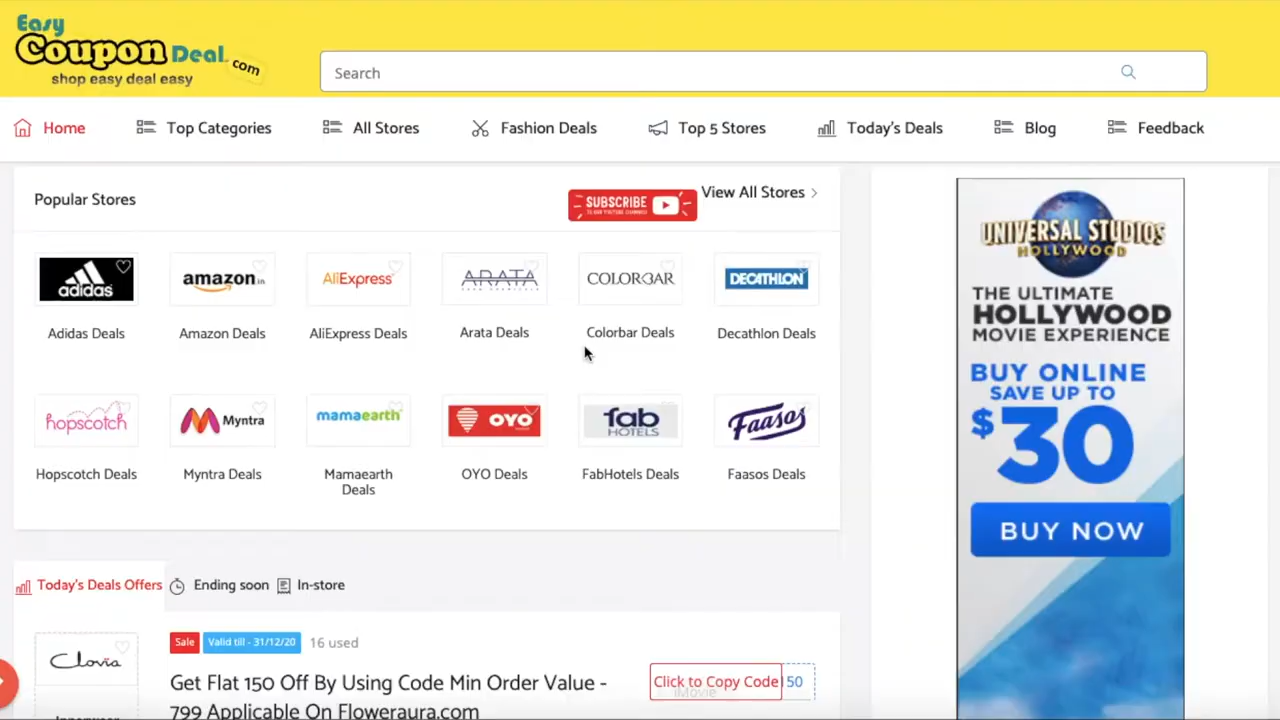 Easy
Coupon Deal.com
shop easy deal easy
Search
Home
Top Categories
All Stores
Fashion Deals
Top 5 Stores
Today's Deals
Blog
Feedback
Popular Stores
SUBSCRIBE
View All Stores
adidas
amazon.in
AliExpress
ARATA
COLORBAR
DECATHLON
Adidas Deals
Amazon Deals
AliExpress Deals
Arata Deals
Colorbar Deals
Decathlon Deals
hopscotch
Myntra
mamaearth
OYO
fab
HOTELS
Faasos
Hopscotch Deals
Myntra Deals
Mamaearth
Deals
OYO Deals
FabHotels Deals
Faasos Deals
UNIVERSAL STUDIOS
HOLLYWOOD
THE ULTIMATE
HOLLYWOOD
MOVIE EXPERIENCE
BUY ONLINE
SAVE UP TO
$30
BUY NOW
Today's Deals Offers
Ending soon
In-store
Clovia
Sale
Valid till - 31/12/20
16 used
Get Flat 150 Off By Using Code Min Order Value -
799 Applicable On Floweraura.com
Click to Copy Code
50
iMovie